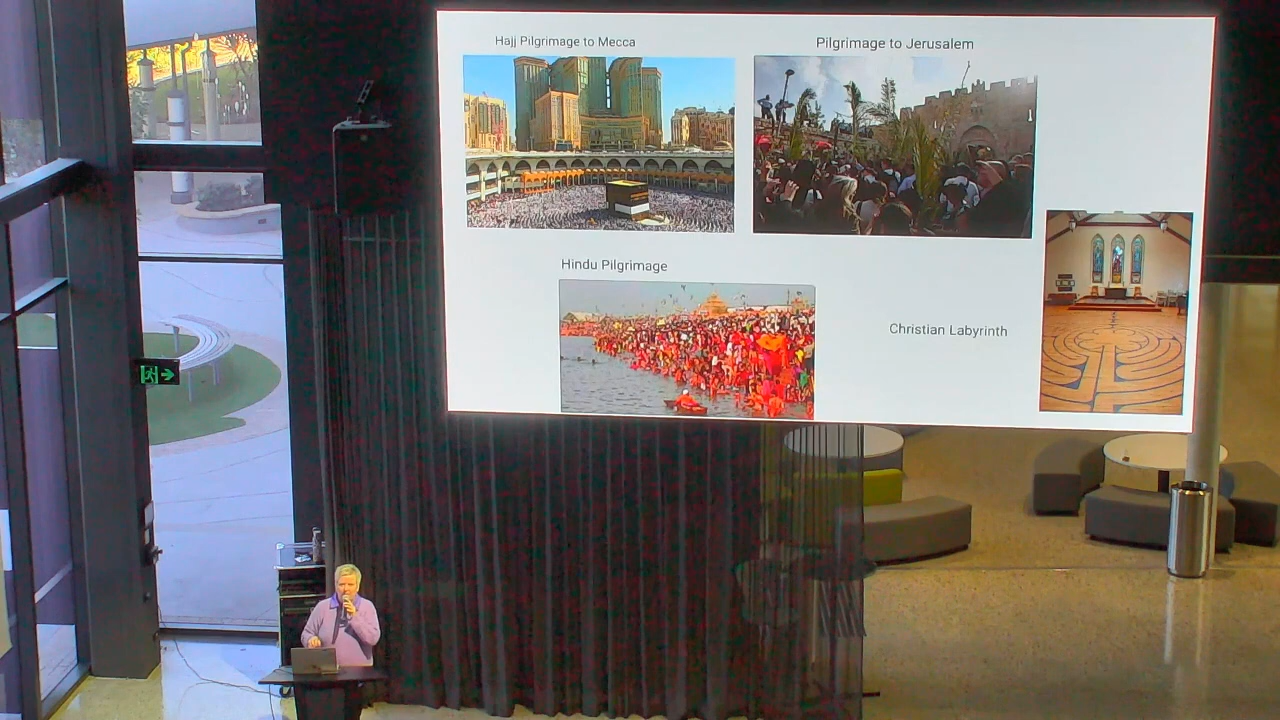 Hajj Pilgrimage to Mecca
Pilgrimage to Jerusalem
Hindu Pilgrimage
Christian Labyrinth